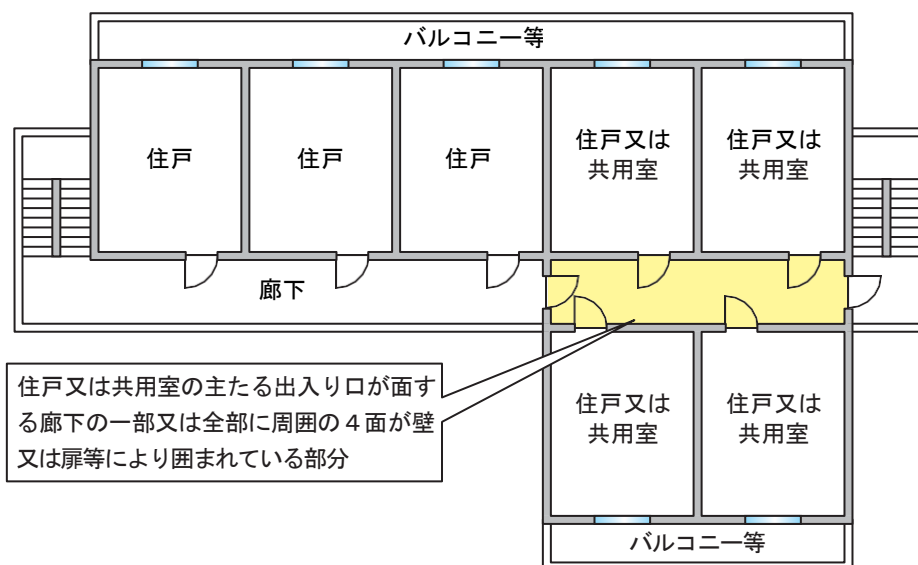 バルコニー等
住戸
住戸
住戸
住戸又は
共用室
住戸又は
共用室
廊下
住戸又は共用室の主たる出入り口が面す
る廊下の一部又は全部に周囲の４面が壁
又は扉等により囲まれている部分
住戸又は
共用室
住戸又は
共用室
バルコニー等